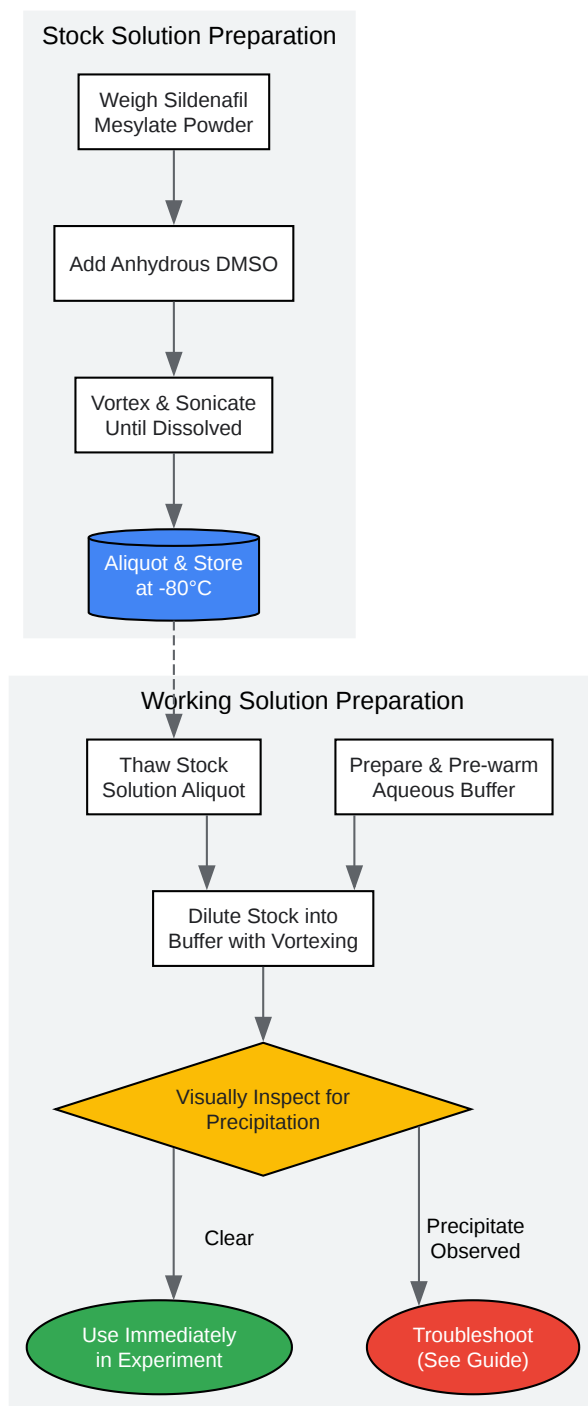 Stock Solution Preparation
Weigh Sildenafil
Mesylate Powder
Add Anhydrous DMSO
Vortex & Sonicate
Until Dissolved
Aliquot & Store
at -80°C
Working Solution Preparation
Thaw Stock
Solution Aliquot
Prepare & Pre-warm
Aqueous Buffer
Dilute Stock into
Buffer with Vortexing
Visually Inspect for
Precipitation
Clear
Precipitate
Observed
Use Immediately
in Experiment
Troubleshoot
(See Guide)